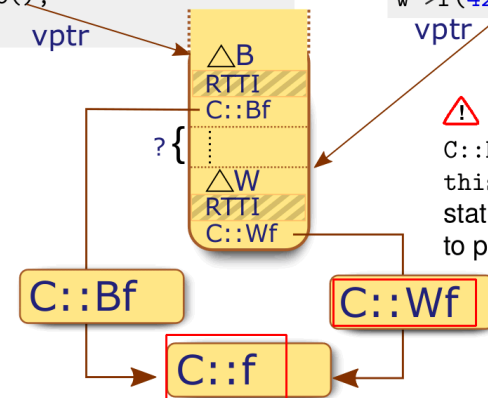 vptr
vptr
△B
RTTI
C::Bf
?{
△W
RTTI
C::Wf
C::
this
stat
to p
C::Bf
C::Wf
C::f